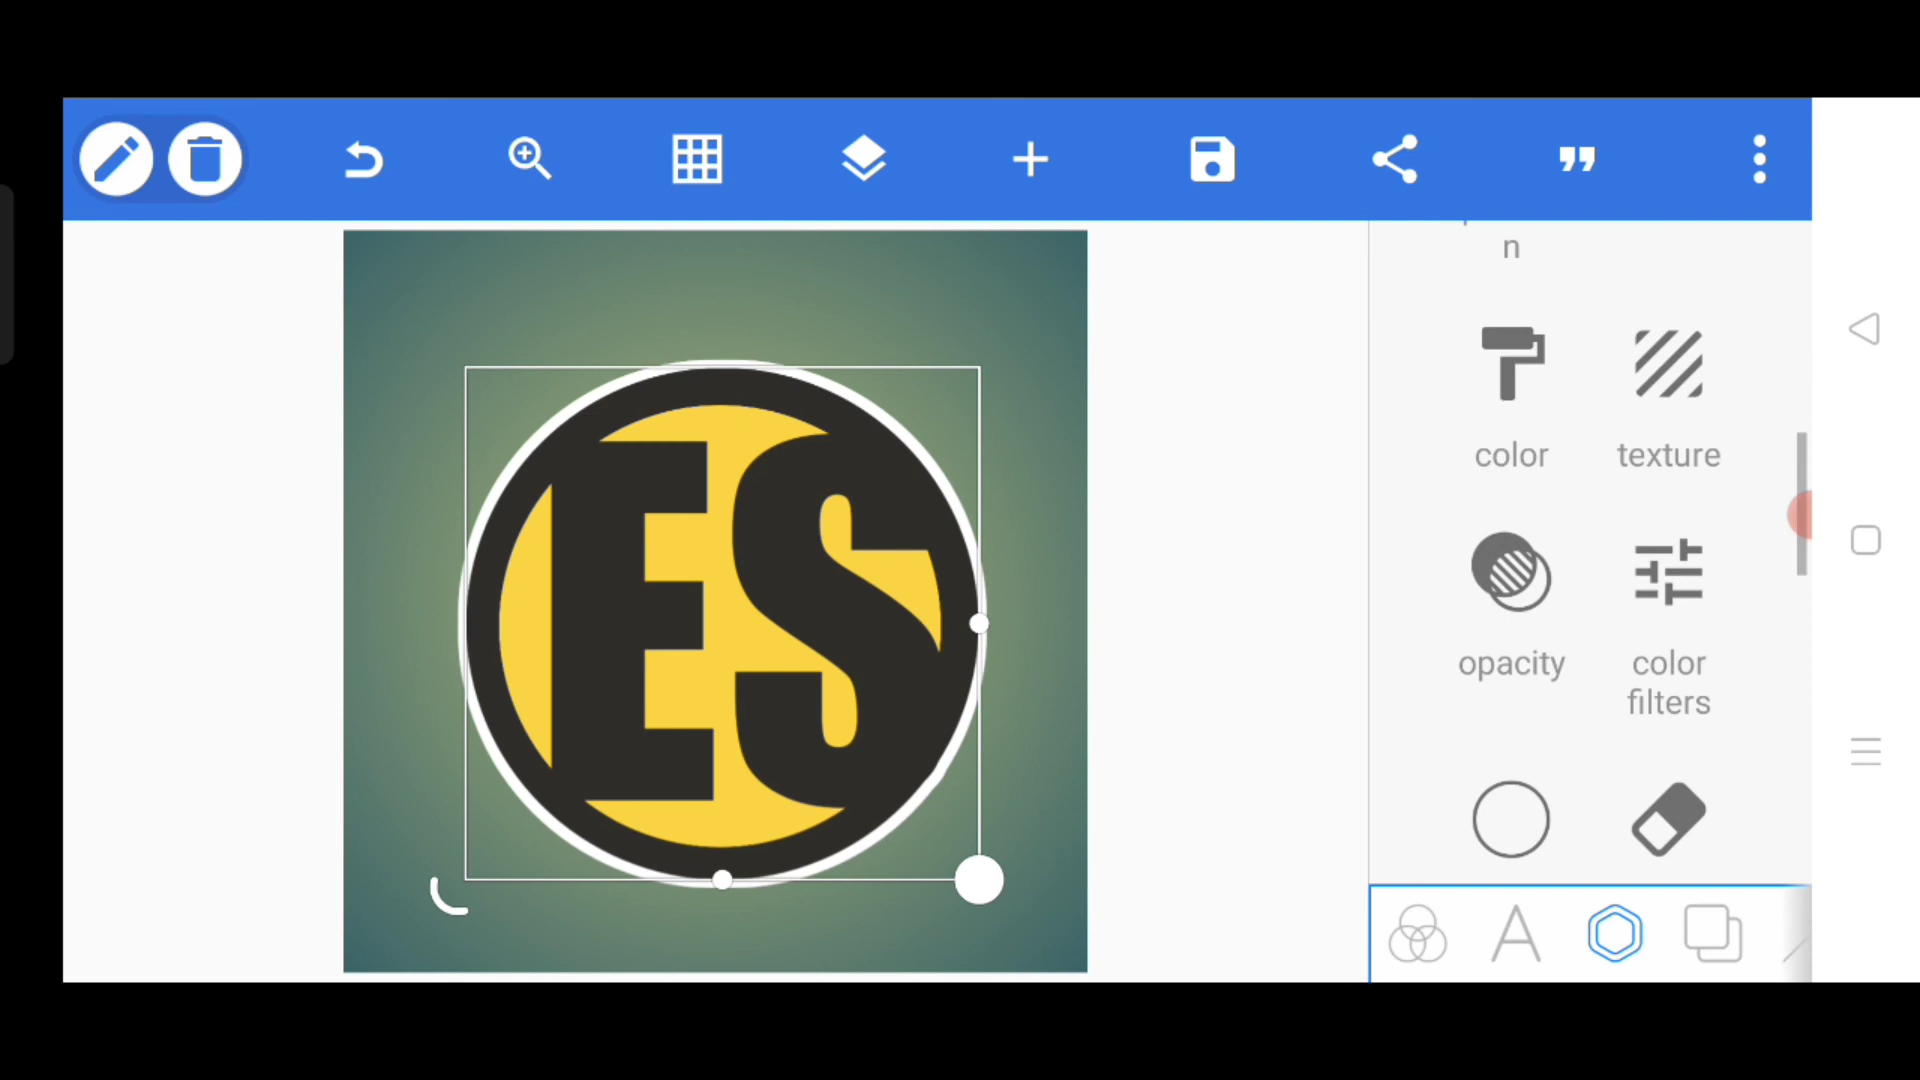 n
color texture
opacity color
filters
ES